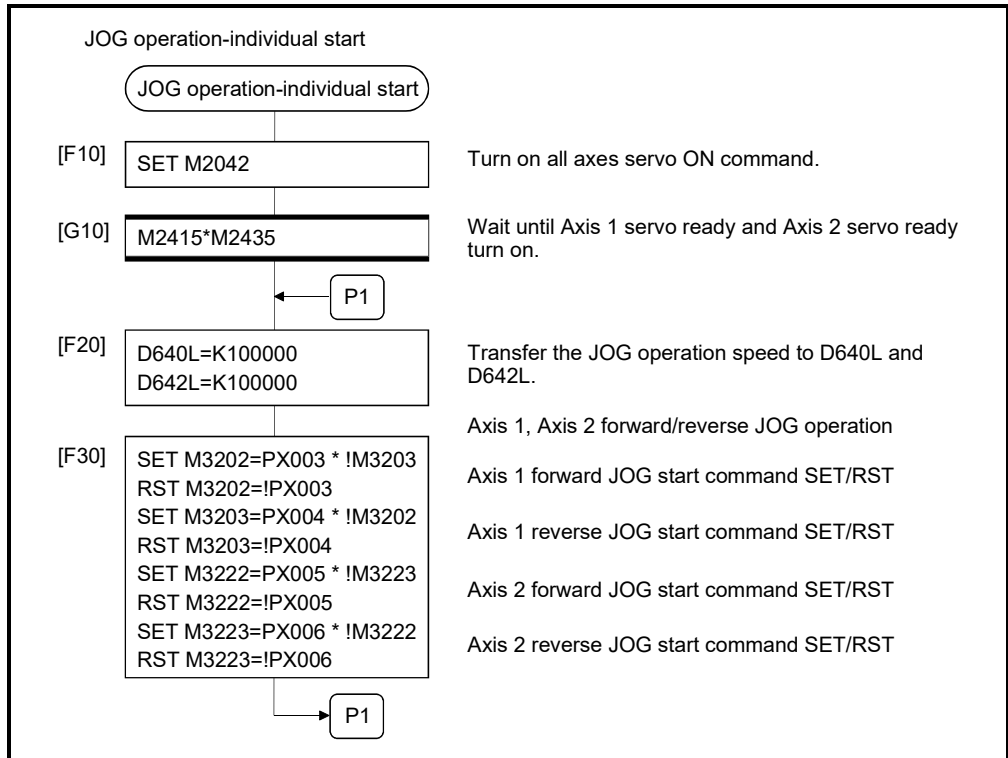 JOG operation-individual start
JOG operation-individual start
[F10]
SET M2042
Turn on all axes servo ON command.
[G10]
M2415*M2435
Wait until Axis 1 servo ready and Axis 2 servo ready
turn on.
P1
[F20]
D640L=K100000
D642L=K100000
Transfer the JOG operation speed to D640L and
D642L.
Axis 1, Axis 2 forward/reverse JOG operation
[F30]
SET M3202=PX003 * !M3203
Axis 1 forward JOG start command SET/RST
RST M3202=!PX003
SET M3203=PX004 * !M3202
Axis 1 reverse JOG start command SET/RST
RST M3203=!PX004
SET M3222=PX005 * !M3223
Axis 2 forward JOG start command SET/RST
RST M3222=!PX005
SET M3223=PX006 * !M3222
Axis 2 reverse JOG start command SET/RST
RST M3223=!PX006
P1